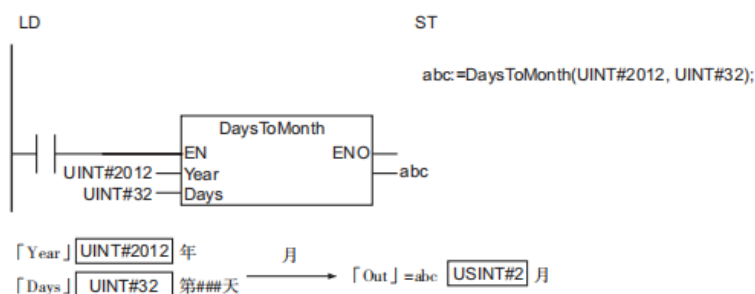 LD
ST
abc:=DaysToMonth(UINT#2012, UINT#32);
DaysToMonth
EN ENO
UINT#2012 Year abc
UINT#32 Days
「Year」 UINT#2012 年
月
「Out」=abc USINT#2 月
「Days」 UINT#32 第###天